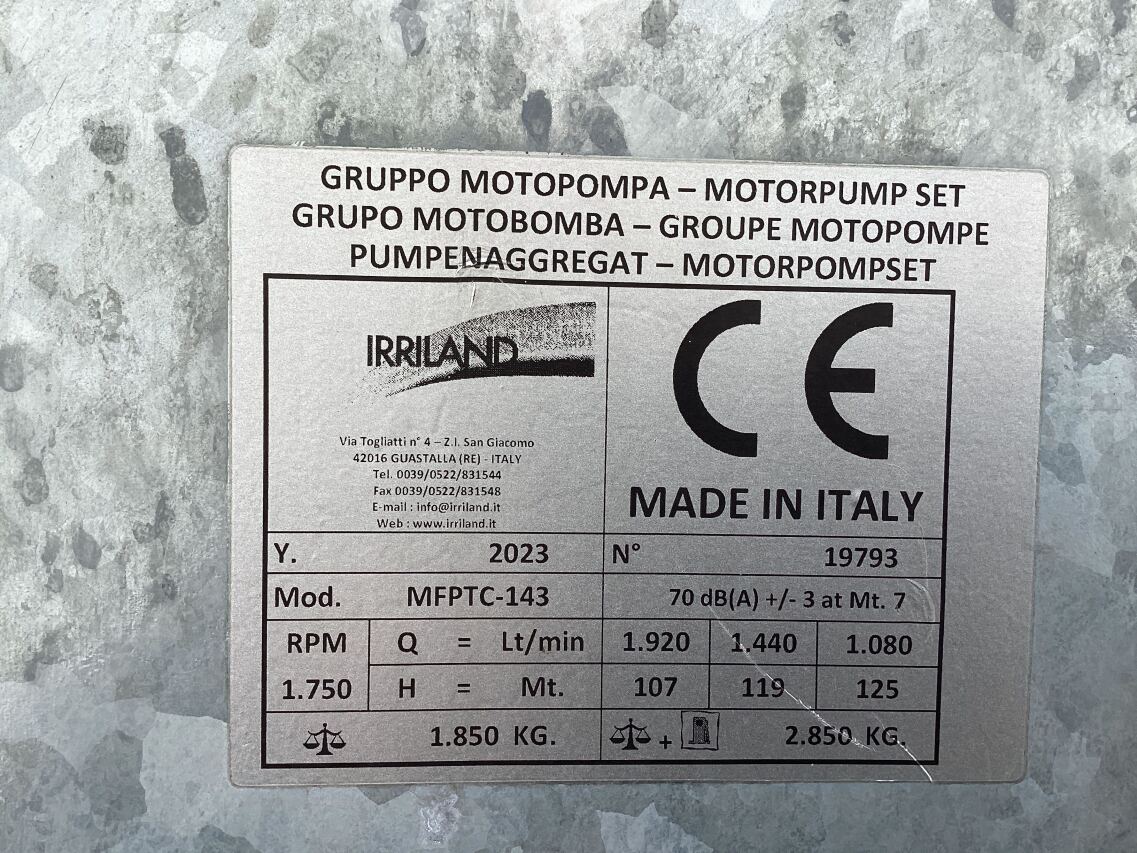 GRUPPO MOTOPOMPA – MOTORPUMP SET
GRUPO MOTOBOMBA – GROUPE MOTOPOMPE
PUMPENAGGREGAT – MOTORPOMPSET
IRRILAND
Via Togliatti n° 4 – Z.I. San Giacomo
42016 GUASTALLA (RE) - ITALY
Tel. 0039/0522/831544
Fax 0039/0522/831548
E-mail : info@irriland.it
Web : www.irriland.it
CE
MADE IN ITALY
Y. 2023 N° 19793
Mod. MFPTC-143 70 dB(A) +/- 3 at Mt. 7
RPM Q = Lt/min 1.920 1.440 1.080
1.750 H = Mt. 107 119 125
1.850 KG. + 2.850 KG.